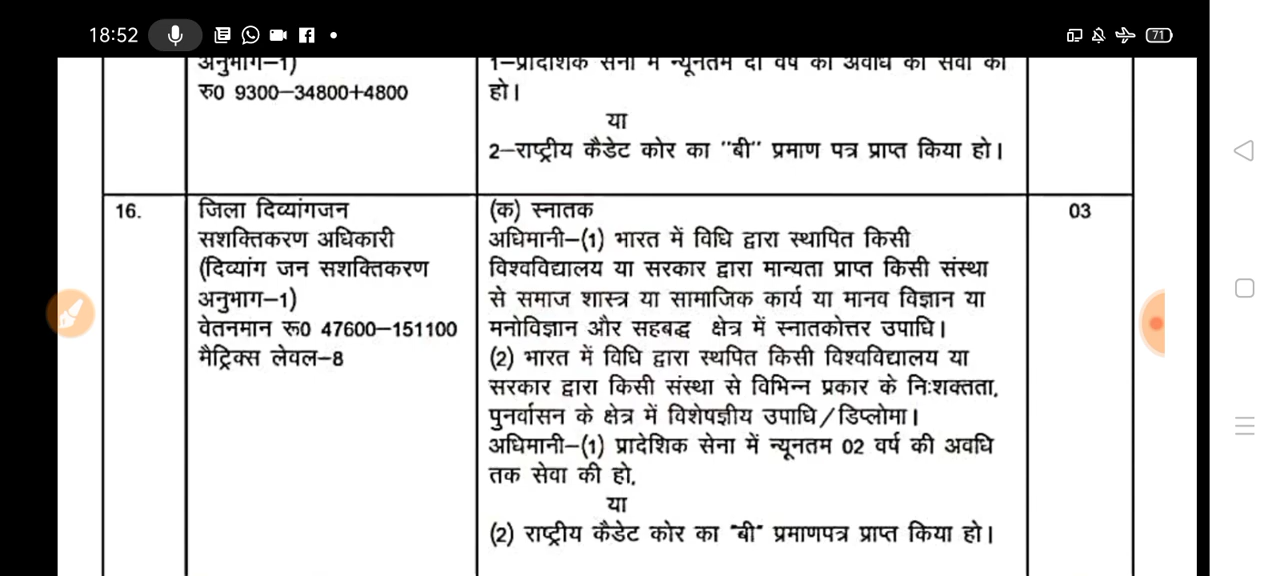 18:52
71
अनुभाग–1)
रु0 9300–34800+4800
1–प्रादेशिक सेना में न्यूनतम दो वर्ष की अवधि की सेवा की
हो।
या
2–राष्ट्रीय कैडेट कोर का "बी" प्रमाण पत्र प्राप्त किया हो।
16.
जिला दिव्यांगजन
सशक्तिकरण अधिकारी
(दिव्यांग जन सशक्तिकरण
अनुभाग–1)
वेतनमान रू0 47600–151100
मैट्रिक्स लेवल–8
(क) स्नातक
अधिमानी–(1) भारत में विधि द्वारा स्थापित किसी
विश्वविद्यालय या सरकार द्वारा मान्यता प्राप्त किसी संस्था
से समाज शास्त्र या सामाजिक कार्य या मानव विज्ञान या
मनोविज्ञान और सहबद्ध क्षेत्र में स्नातकोत्तर उपाधि।
(2) भारत में विधि द्वारा स्थपित किसी विश्वविद्यालय या
सरकार द्वारा किसी संस्था से विभिन्न प्रकार के निःशक्तता,
पुनर्वासन के क्षेत्र में विशेषज्ञीय उपाधि/डिप्लोमा।
अधिमानी–(1) प्रादेशिक सेना में न्यूनतम 02 वर्ष की अवधि
तक सेवा की हो,
या
(2) राष्ट्रीय कैडेट कोर का "बी" प्रमाणपत्र प्राप्त किया हो।
03